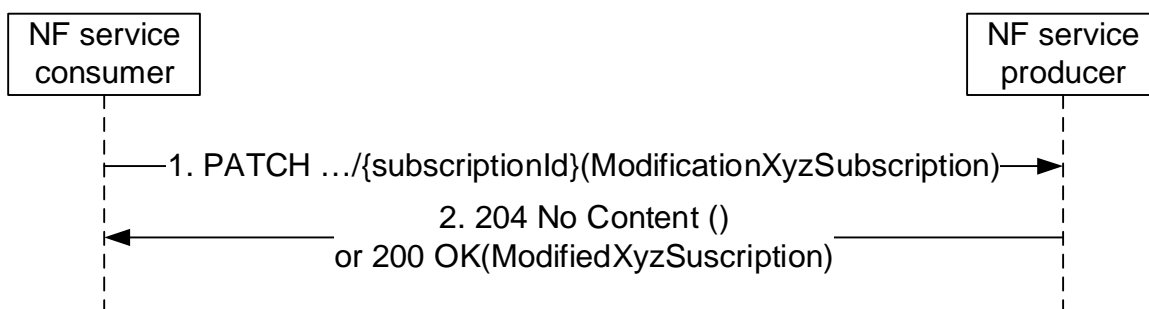 NF service
consumer
NF service
producer
1. PATCH …/{subscriptionId}(ModificationXyzSubscription)
2. 204 No Content ()
or 200 OK(ModifiedXyzSuscription)